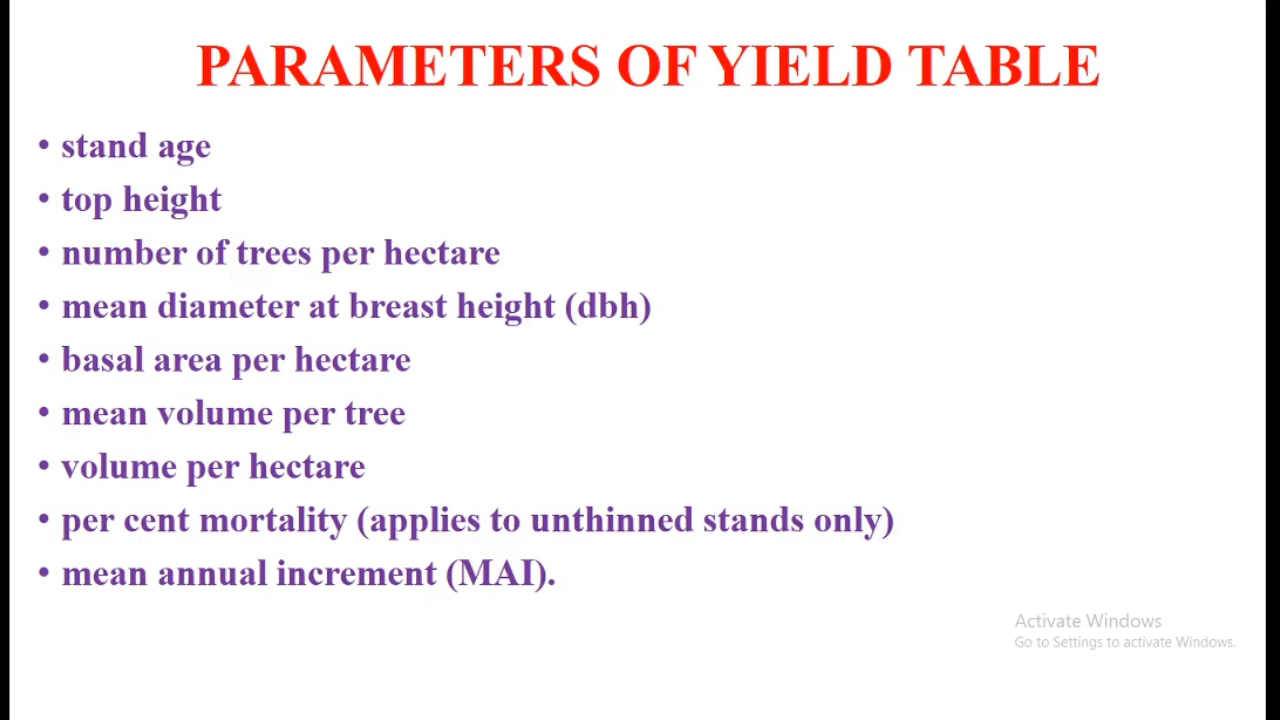 PARAMETERS OF YIELD TABLE
• stand age
• top height
• number of trees per hectare
• mean diameter at breast height (dbh)
• basal area per hectare
• mean volume per tree
• volume per hectare
• per cent mortality (applies to unthinned stands only)
• mean annual increment (MAI).
Activate Windows
Go to Settings to activate Windows.